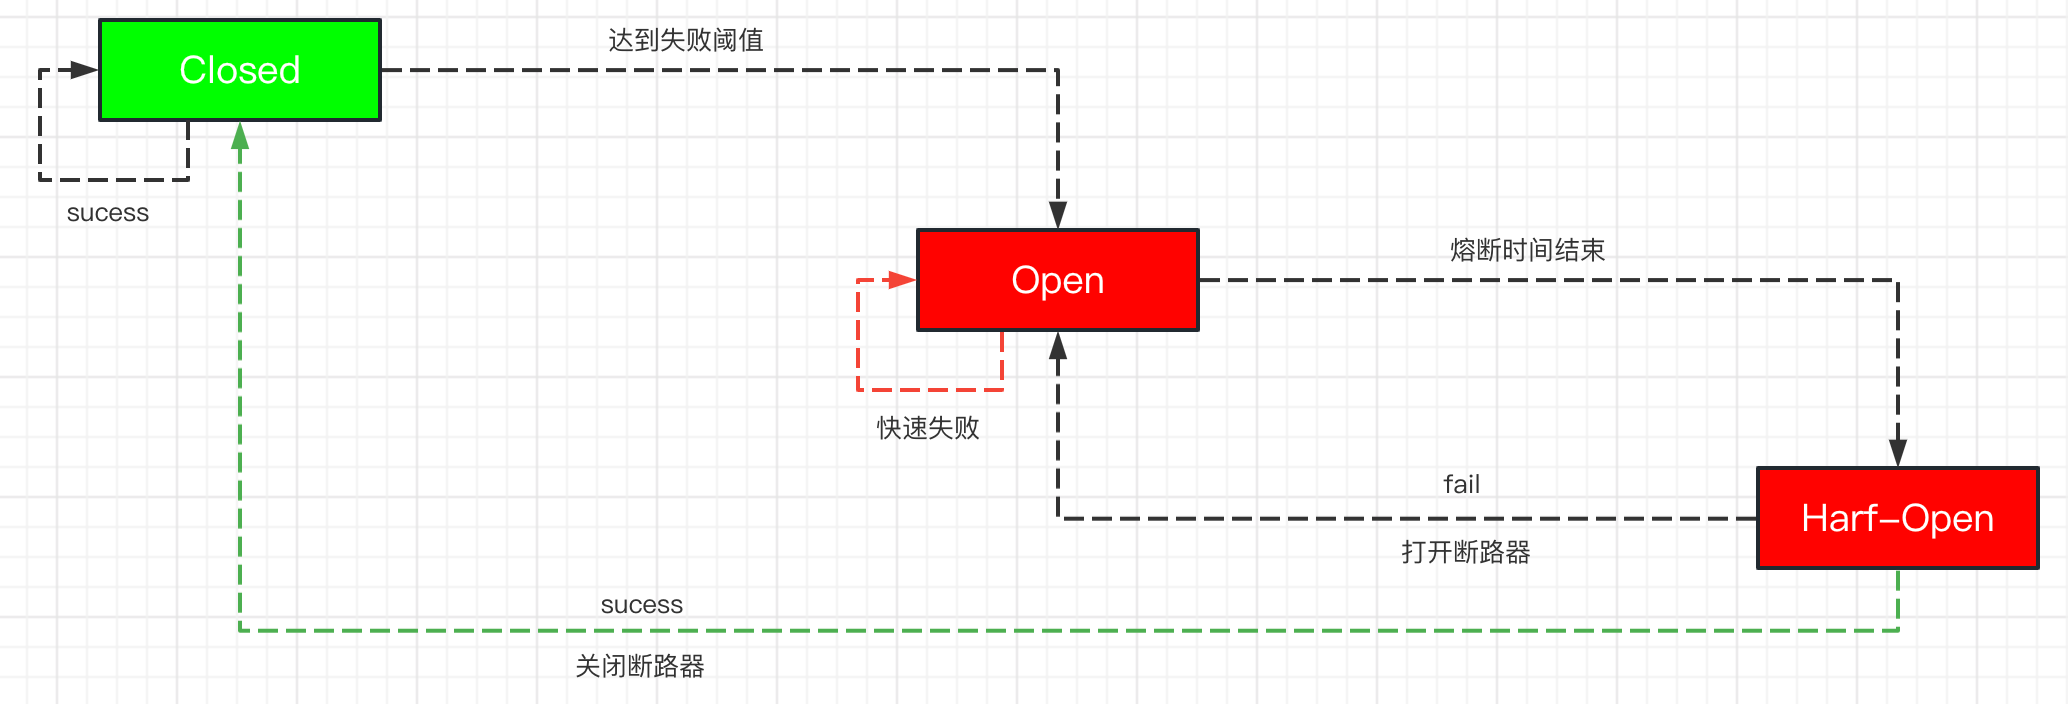 达到失败阈值
Closed
sucess
熔断时间结束
Open
快速失败
fail
Harf-Open
打开断路器
sucess
关闭断路器